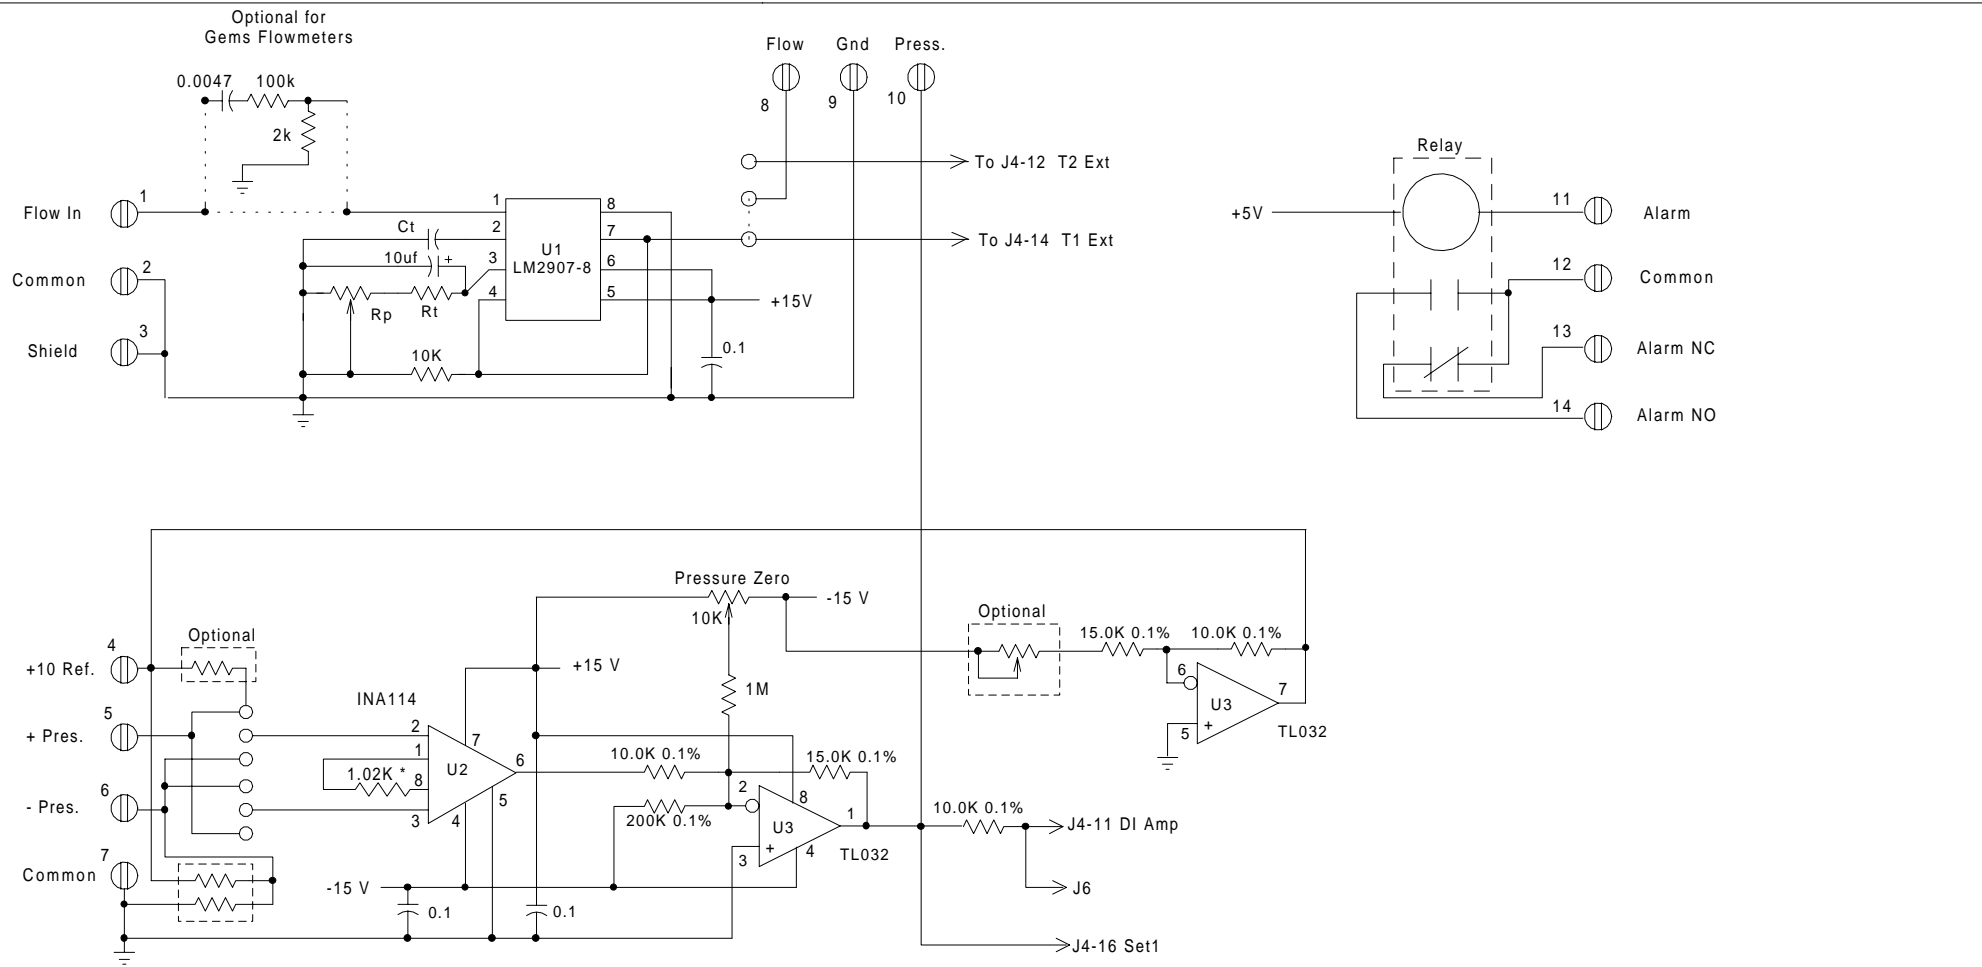 Optional for
Gems Flowmeters
0.0047 100k
2k
Flow Gnd Press.
8 9 10
To J4-12 T2 Ext
To J4-14 T1 Ext
Flow In 1
Common 2
Shield 3
Ct
10uf +
Rp Rt
10K
1 2 3 4
U1
LM2907-8
8 7 6 5
+15V
0.1
Relay
+5V
11 Alarm
12 Common
13 Alarm NC
14 Alarm NO
Pressure Zero
10K
-15 V
+15 V
1M
Optional
15.0K 0.1% 10.0K 0.1%
6
U3
7
5 +
TL032
4
+10 Ref.
Optional
5
+ Pres.
6
- Pres.
7
Common
INA114
2
1
1.02K *
8
3
U2
7
6
5
4
10.0K 0.1%
15.0K 0.1%
200K 0.1%
2
8
U3
1
3 +
4
TL032
-15 V
0.1
0.1
10.0K 0.1%
J4-11 DI Amp
J6
J4-16 Set1